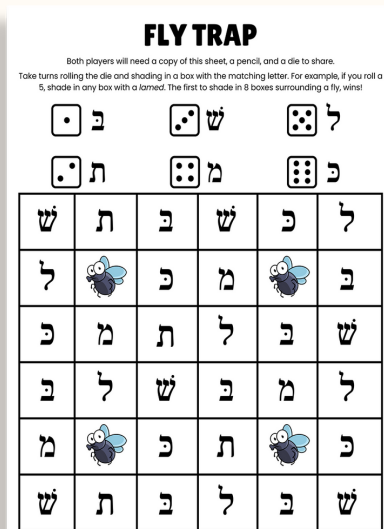 FLY TRAP
Both players will need a copy of this sheet, a pencil, and a die to share.
Take turns rolling the die and shading in a box with the matching letter. For example, if you roll a
5, shade in any box with a lamed. The first to shade in 8 boxes surrounding a fly, wins!
בּ שׁ ל
ת מ כּ
שׁ ת בּ שׁ כּ ל
ל כּ מ בּ
כּ מ ת ל בּ שׁ
בּ ל שׁ בּ מ ל
מ כּ ת כּ
שׁ ת בּ ל בּ שׁ